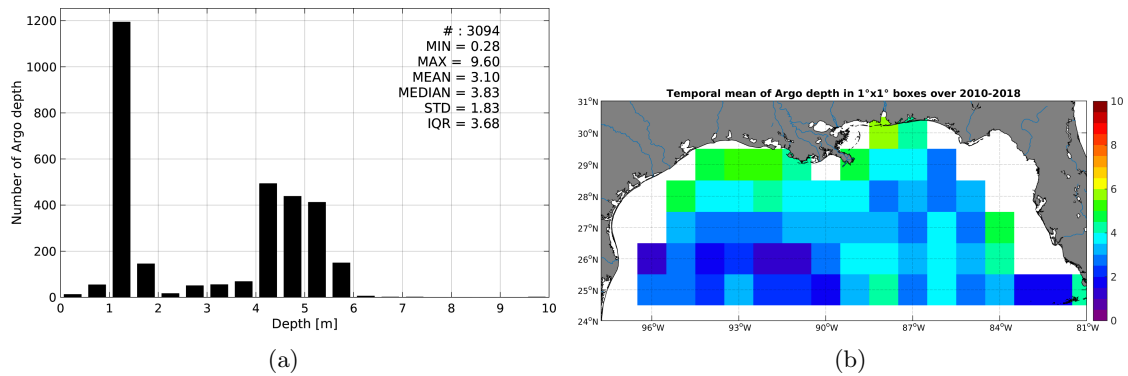 1200
1000
800
600
400
200
0
Number of Argo depth
# : 3094
MIN = 0.28
MAX = 9.60
MEAN = 3.10
MEDIAN = 3.83
STD = 1.83
IQR = 3.68
0 1 2 3 4 5 6 7 8 9 10
Depth [m]
(a)
Temporal mean of Argo depth in 1°x1° boxes over 2010-2018
31°N
30°N
29°N
28°N
27°N
26°N
25°N
24°N
96°W 93°W 90°W 87°W 84°W 81°W
10
8
6
4
2
0
(b)